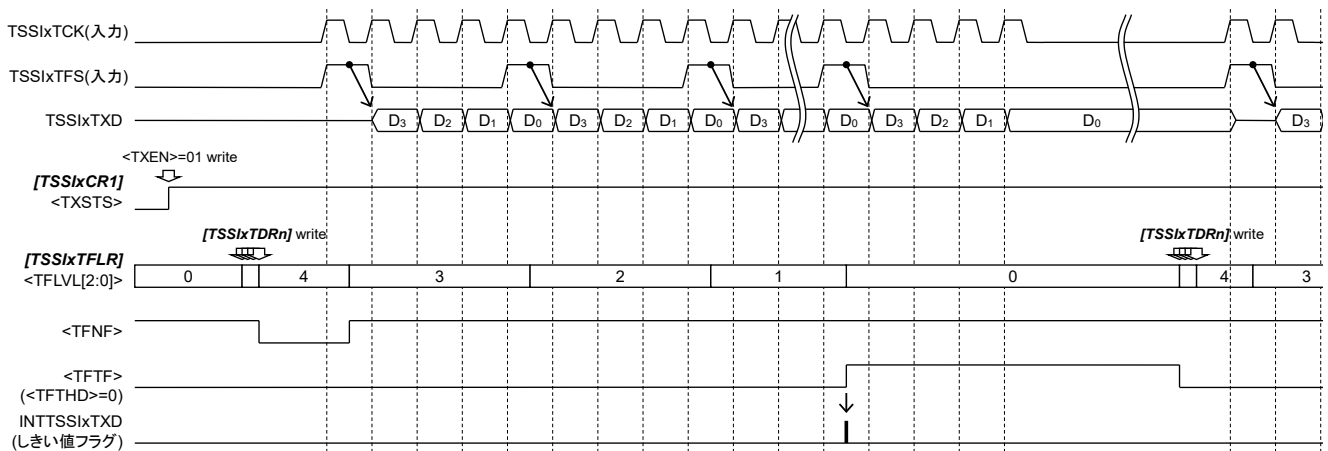 TSSIxTCK(入力)
TSSIxTFS(入力)
TSSIxTXD D3 D2 D1 D0 D3 D2 D1 D0 D3 D0 D3 D2 D1 D0 D3
<TXEN>=01 write
[TSSIxCR1]
<TXSTS>
[TSSIxTDRn] write [TSSIxTDRn] write
[TSSIxTFLR]
<TFLVL[2:0]> 0 4 3 2 1 0 4 3
<TFNF>
<TFTF>
(<TFTHD>=0)
INTTSSIxTXD
(しきい値フラグ)